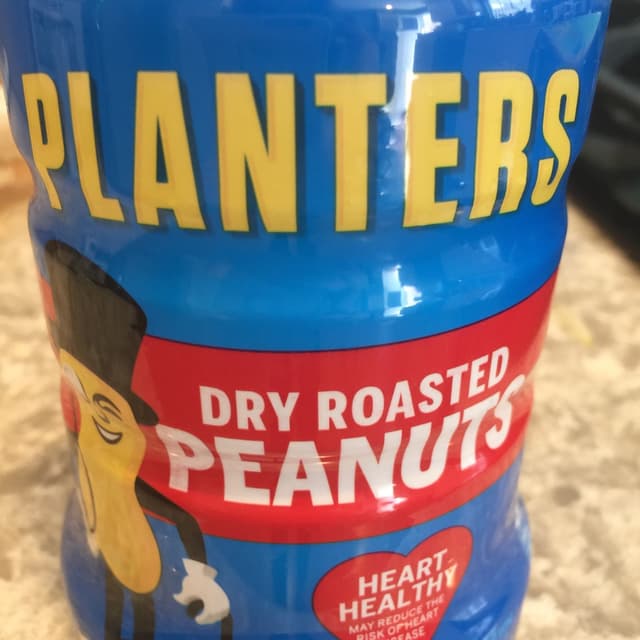 PLANTERS
DRY ROASTED
PEANUTS
HEART-
HEALTHY
MAY REDUCE THE
RISK OF HEART